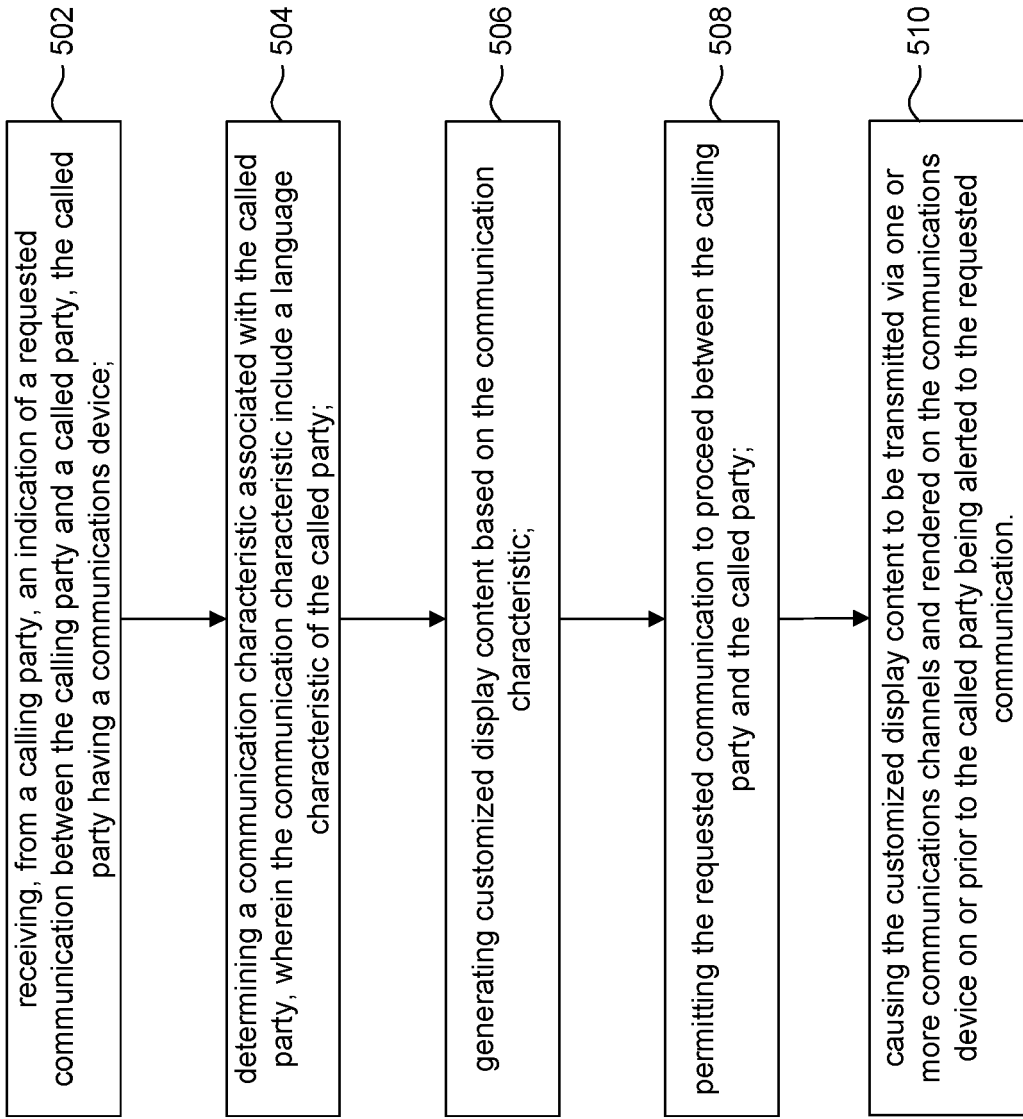 receiving, from a calling party, an indication of a requested
communication between the calling party and a called party, the called
party having a communications device;
502
determining a communication characteristic associated with the called
party, wherein the communication characteristic include a language
characteristic of the called party;
504
generating customized display content based on the communication
characteristic;
506
permitting the requested communication to proceed between the calling
party and the called party;
508
causing the customized display content to be transmitted via one or
more communications channels and rendered on the communications
device on or prior to the called party being alerted to the requested
communication.
510